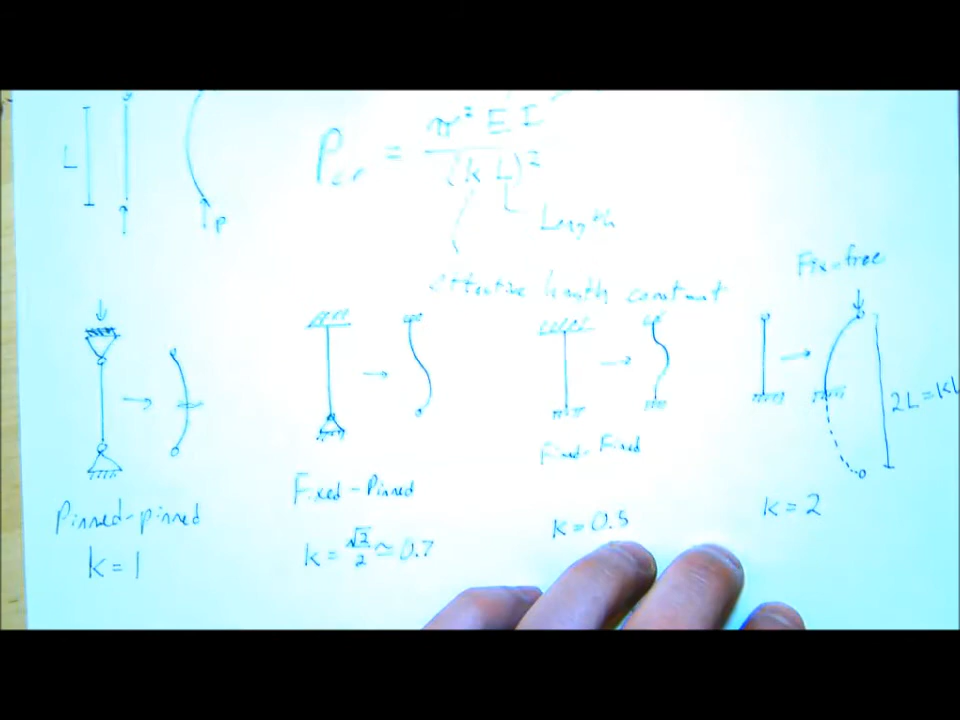 L
P
Pcr = π² E I / (k L)²
Length
effective length constant
Fix-free
2L = KL
Pinned-pinned
k = 1
Fixed-Pinned
k = √2/2 ≃ 0.7
Fixed-Fixed
k = 0.5
k = 2